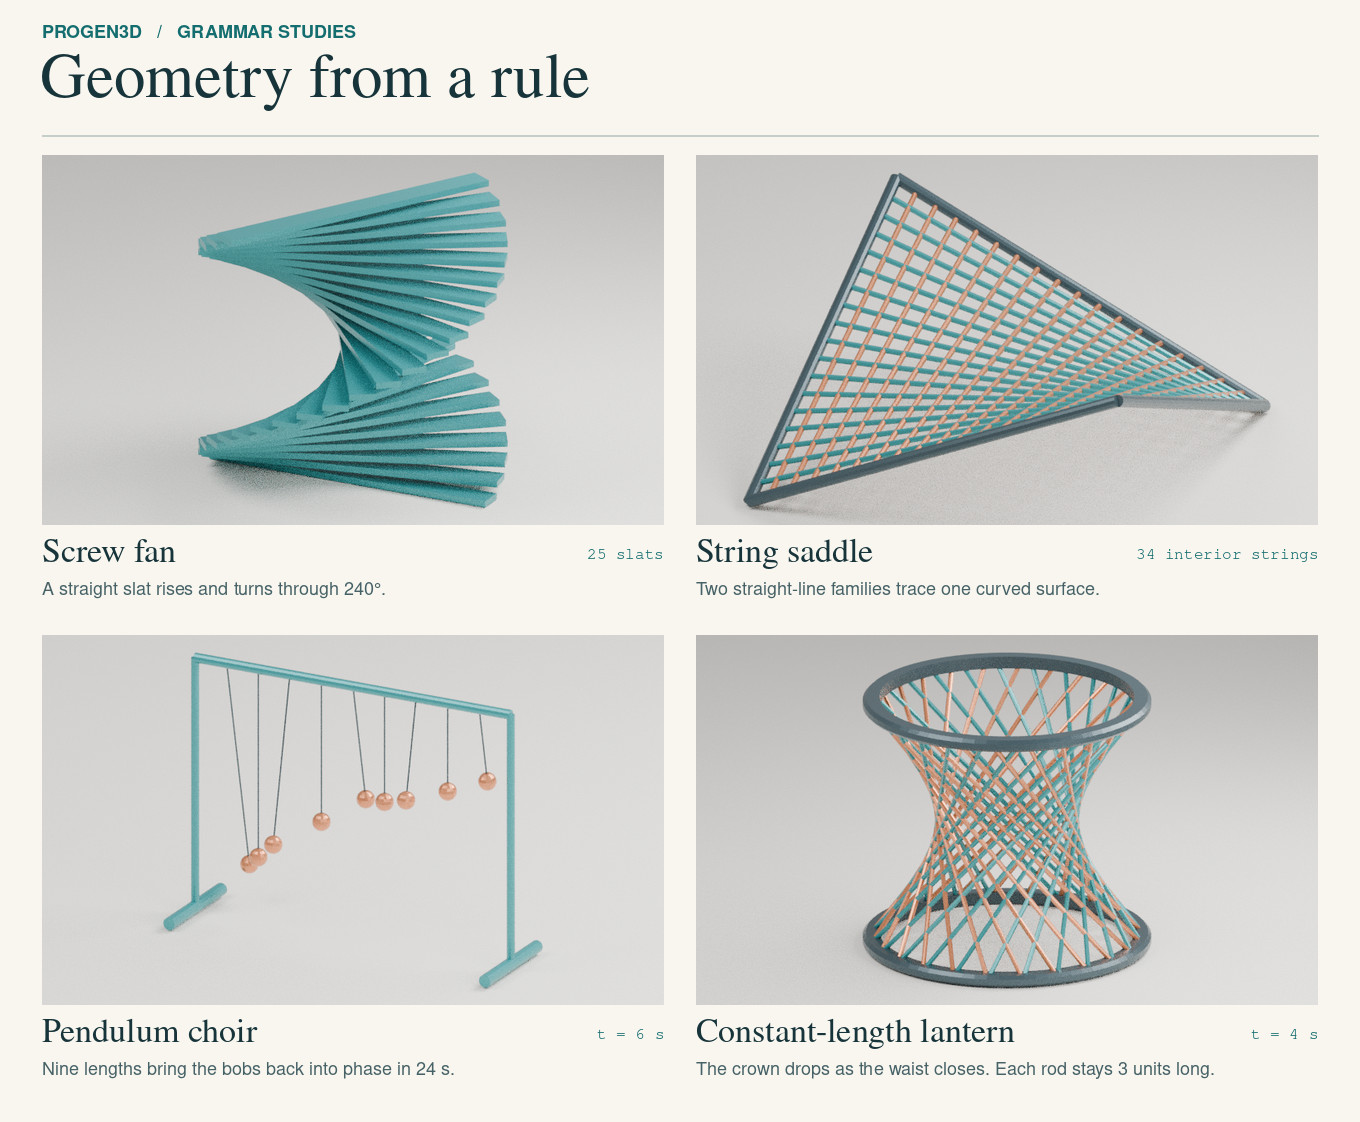 PROGEN3D / GRAMMAR STUDIES
Geometry from a rule
Screw fan
25 slats
A straight slat rises and turns through 240°.
String saddle
34 interior strings
Two straight-line families trace one curved surface.
Pendulum choir
t = 6 s
Nine lengths bring the bobs back into phase in 24 s.
Constant-length lantern
t = 4 s
The crown drops as the waist closes. Each rod stays 3 units long.